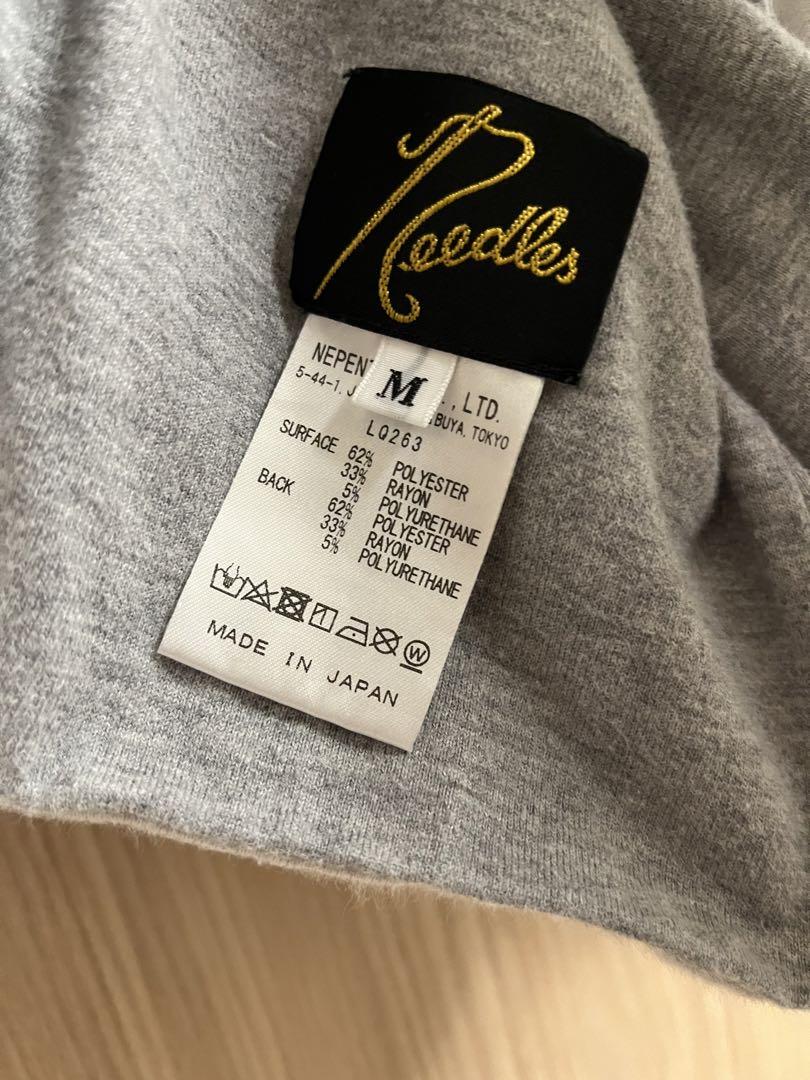 Needles
NEPEN , LTD.
M
5-44-1, BUYA, TOKYO
LQ263
SURFACE 62% POLYESTER
33% RAYON
5% POLYURETHANE
BACK 62% POLYESTER
33% RAYON
5% POLYURETHANE
W
MADE IN JAPAN